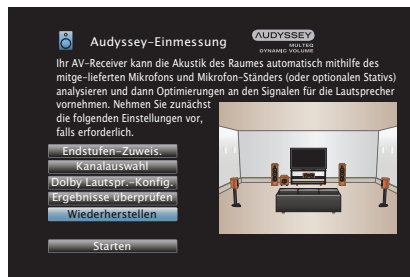 Audyssey-Einmessung
AUDYSSEY
MULTEQ
DYNAMIC VOLUME
Ihr AV-Receiver kann die Akustik des Raumes automatisch mithilfe des
mitge-lieferten Mikrofons und Mikrofon-Ständers (oder optionalen Stativs)
analysieren und dann Optimierungen an den Signalen für die Lautsprecher
vornehmen. Nehmen Sie zunächst
die folgenden Einstellungen vor,
falls erforderlich.
Endstufen-Zuweis.
Kanalauswahl
Dolby Lautspr.-Konfig.
Ergebnisse überprüfen
Wiederherstellen
Starten